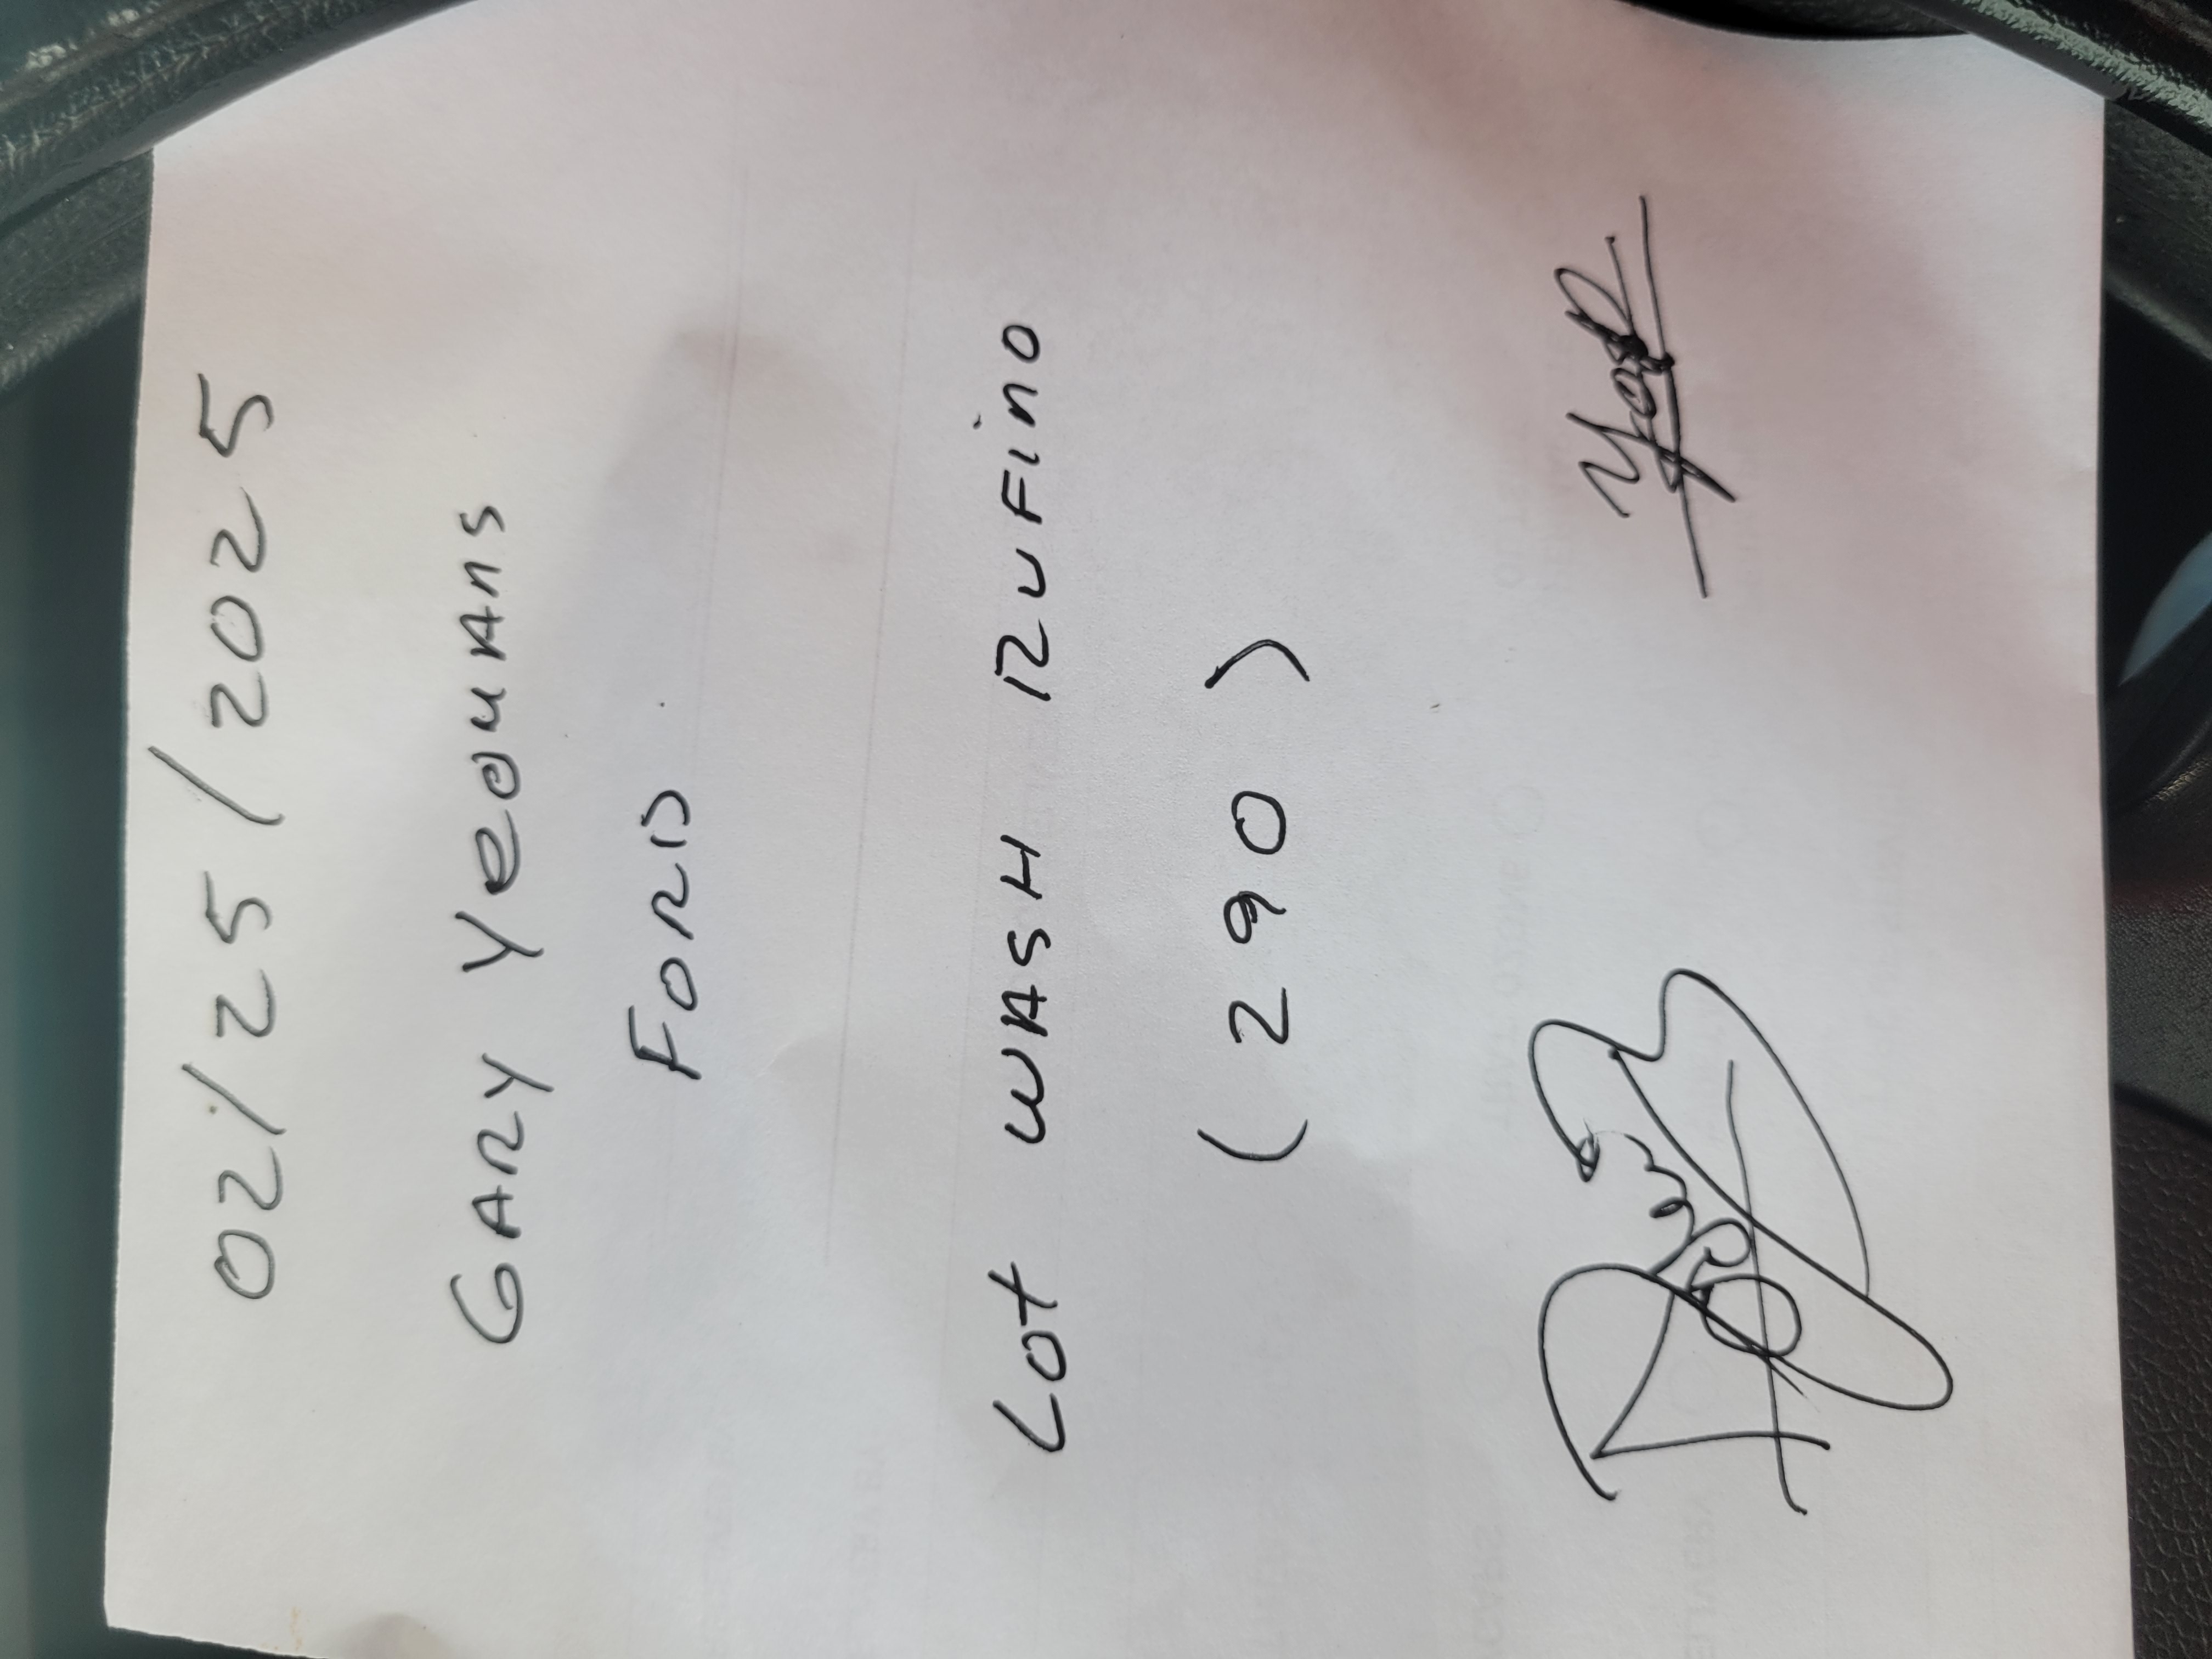 02/25/2025
GARY YeomAns
FORD
Lot WASH RuFino
(290)